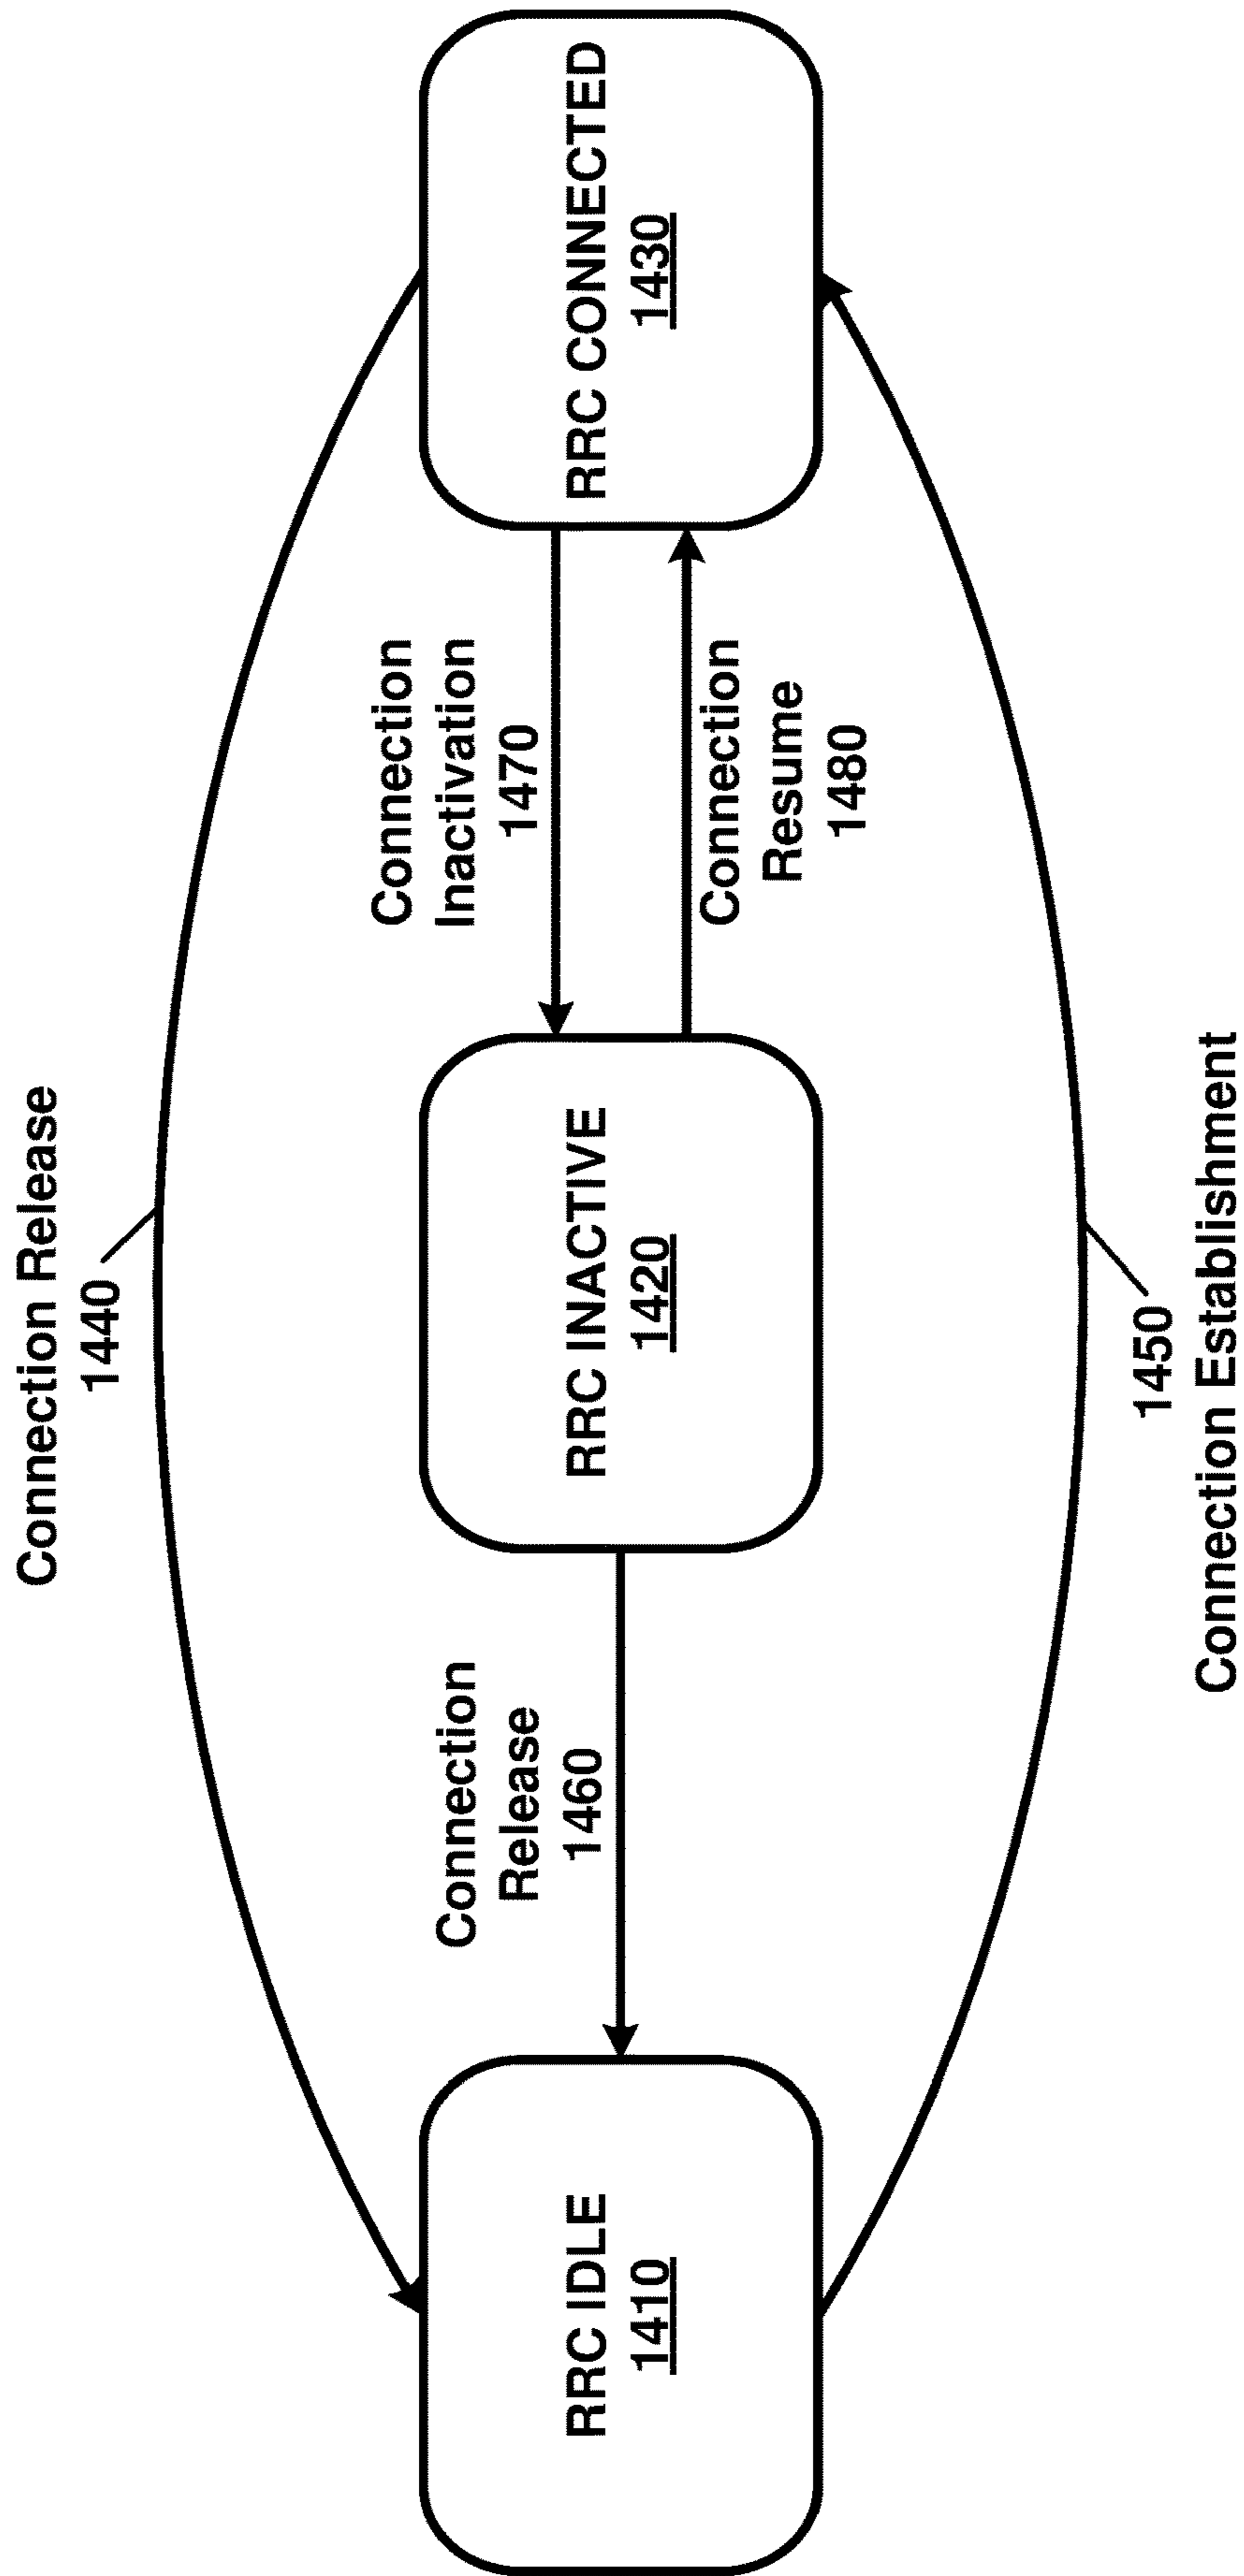 Connection Release
1440
RRC IDLE
1410
Connection
Release
1460
RRC INACTIVE
1420
Connection
Inactivation
1470
Connection
Resume
1480
RRC CONNECTED
1430
1450
Connection Establishment